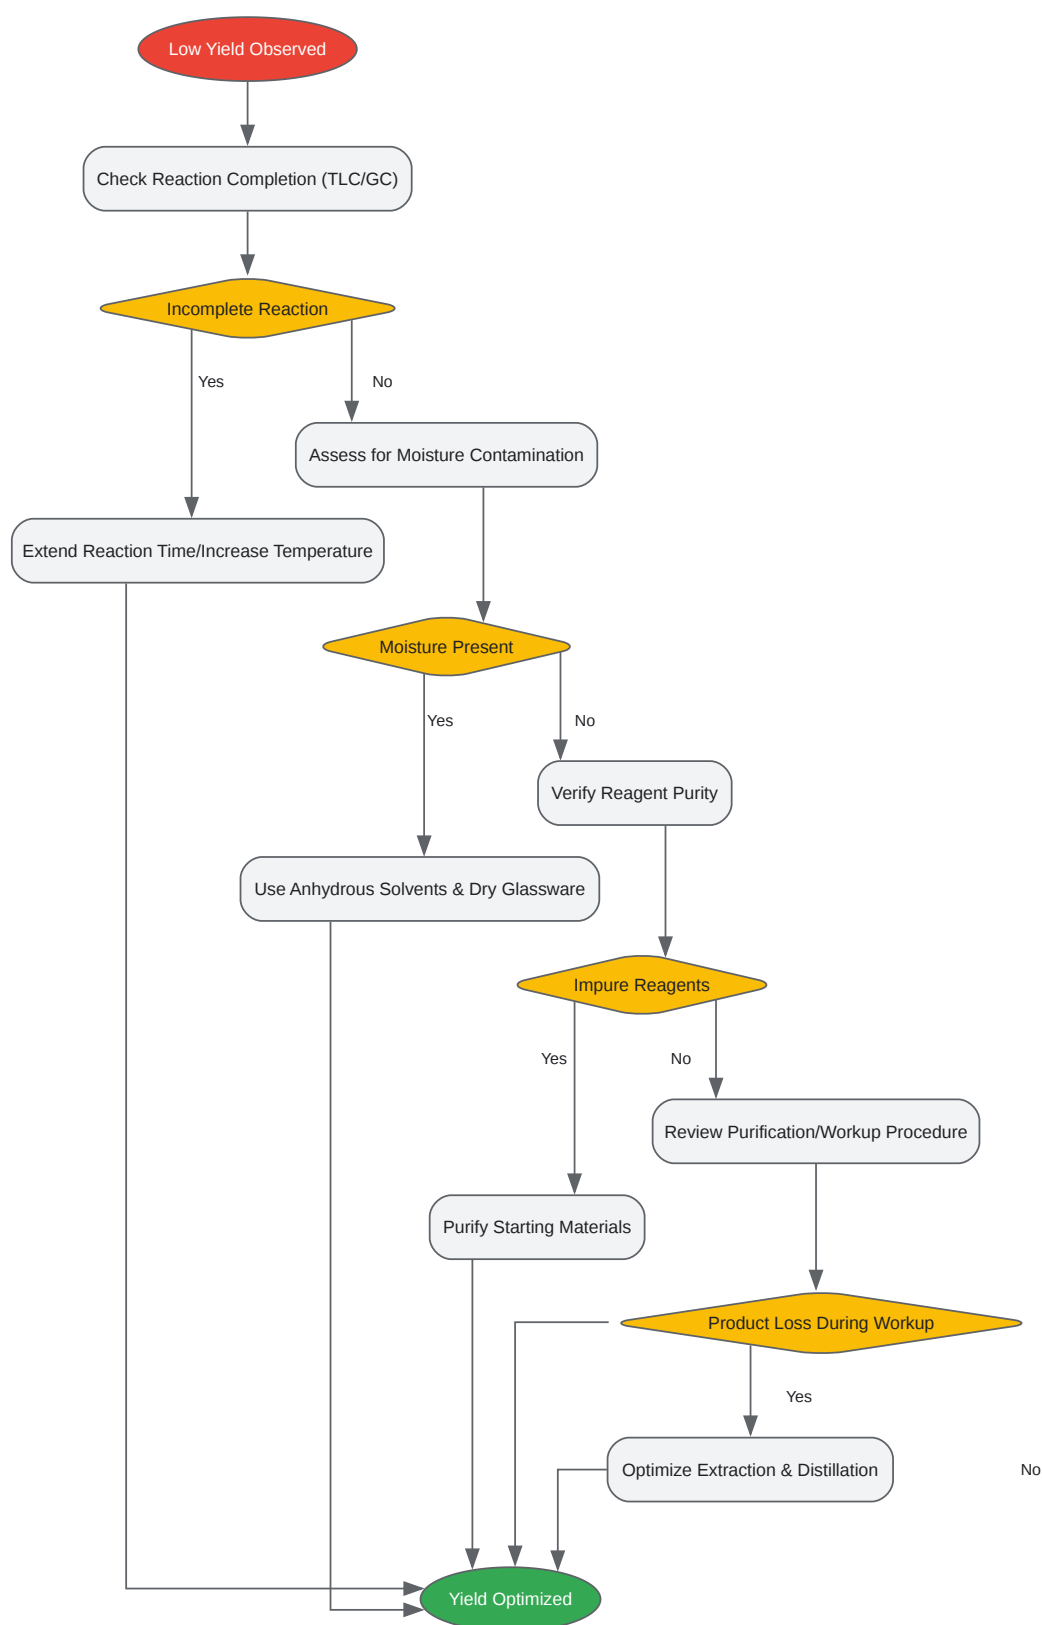 Low Yield Observed
Check Reaction Completion (TLC/GC)
Incomplete Reaction
Yes
No
Assess for Moisture Contamination
Extend Reaction Time/Increase Temperature
Moisture Present
Yes
No
Verify Reagent Purity
Use Anhydrous Solvents & Dry Glassware
Impure Reagents
Yes
No
Review Purification/Workup Procedure
Purify Starting Materials
Product Loss During Workup
Yes
Optimize Extraction & Distillation
No
Yield Optimized